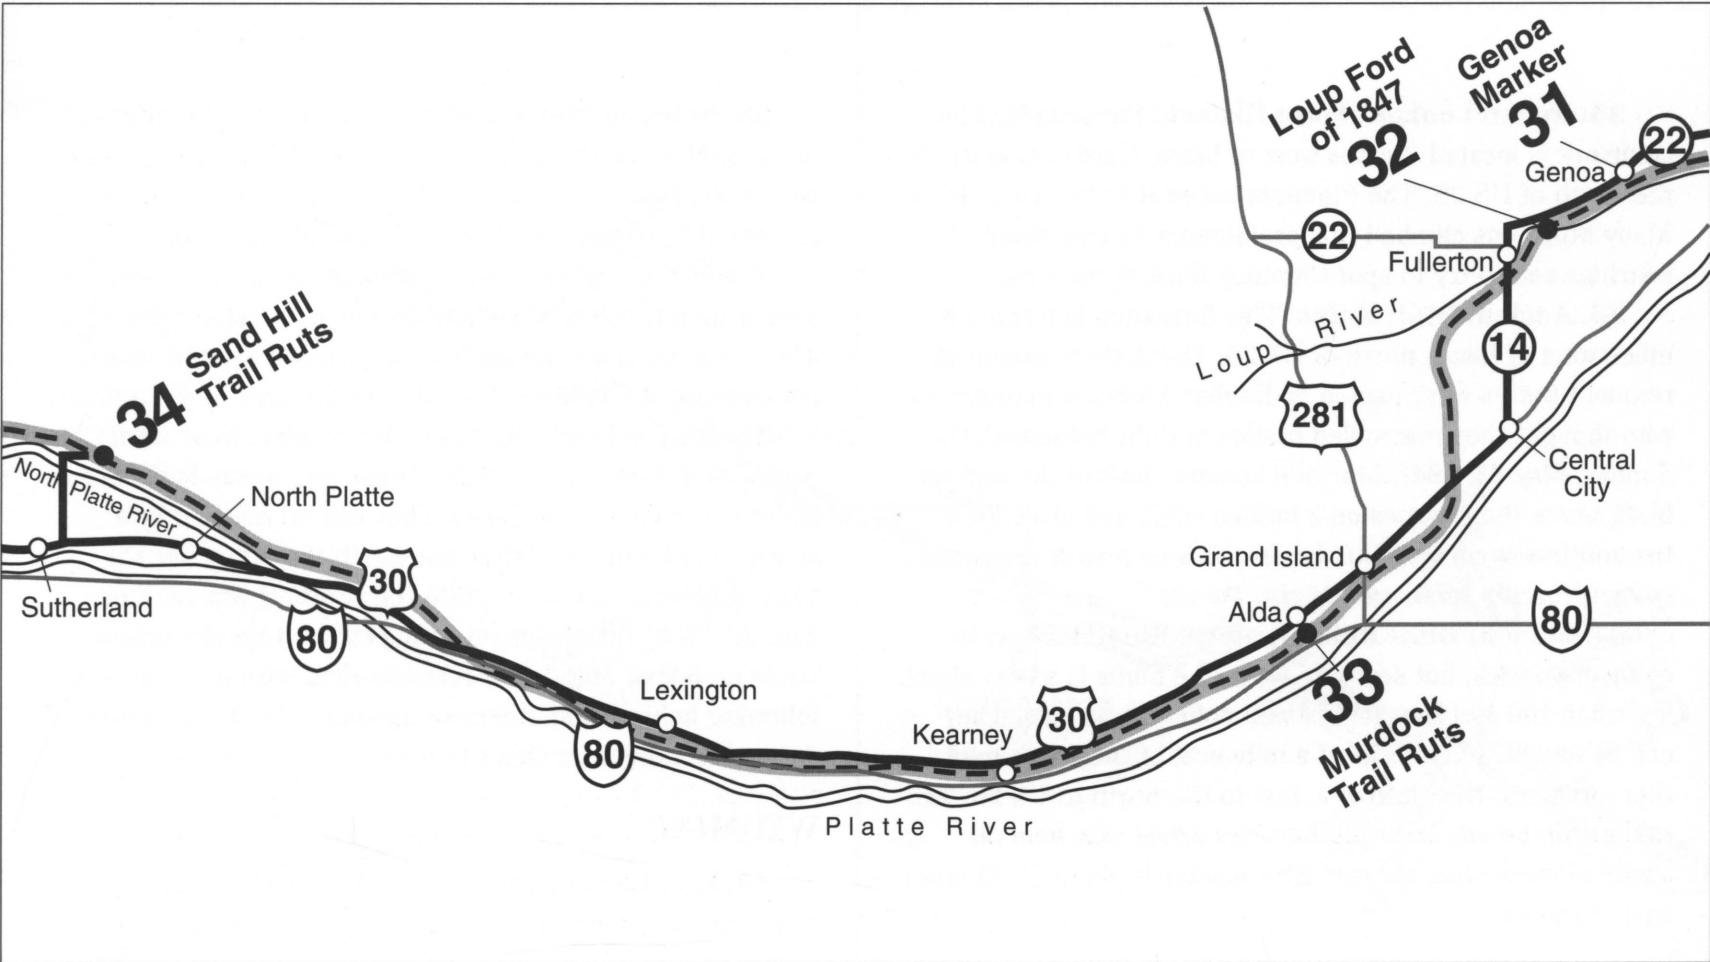 Loup Ford
of 1847
32
Genoa
Marker
31
22
Genoa
22
Fullerton
Loup River
14
281
Sand Hill
Trail Ruts
34
North Platte River
North Platte
Central
City
Grand Island
30
Sutherland
80
Alda
80
Lexington
33
Murdock
Trail Ruts
30
Kearney
80
Platte River